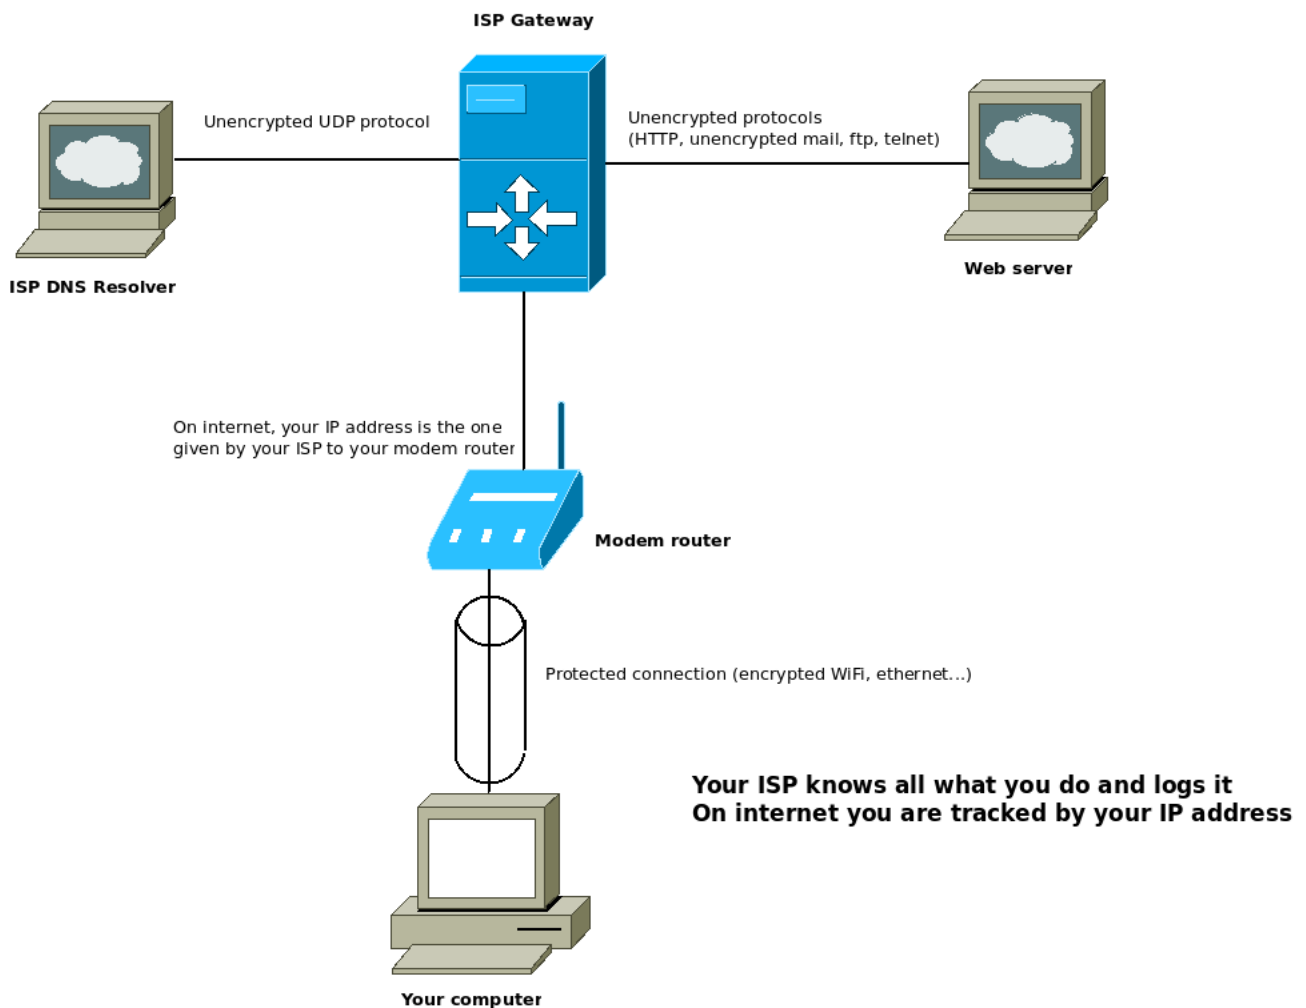 ISP Gateway
Unencrypted UDP protocol
Unencrypted protocols
(HTTP, unencrypted mail, ftp, telnet)
ISP DNS Resolver
Web server
On internet, your IP address is the one
given by your ISP to your modem router
Modem router
Protected connection (encrypted WiFi, ethernet...)
Your ISP knows all what you do and logs it
On internet you are tracked by your IP address
Your computer